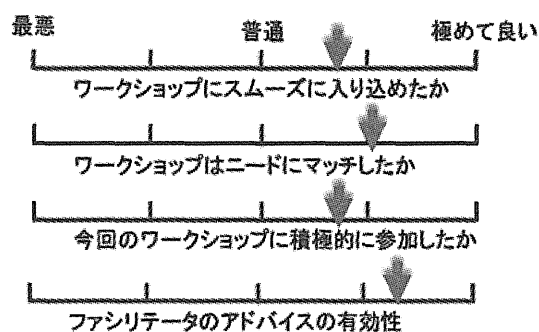 最悪 普通 極めて良い
ワークショップにスムーズに入り込めたか
ワークショップはニードにマッチしたか
今回のワークショップに積極的に参加したか
ファシリテータのアドバイスの有効性